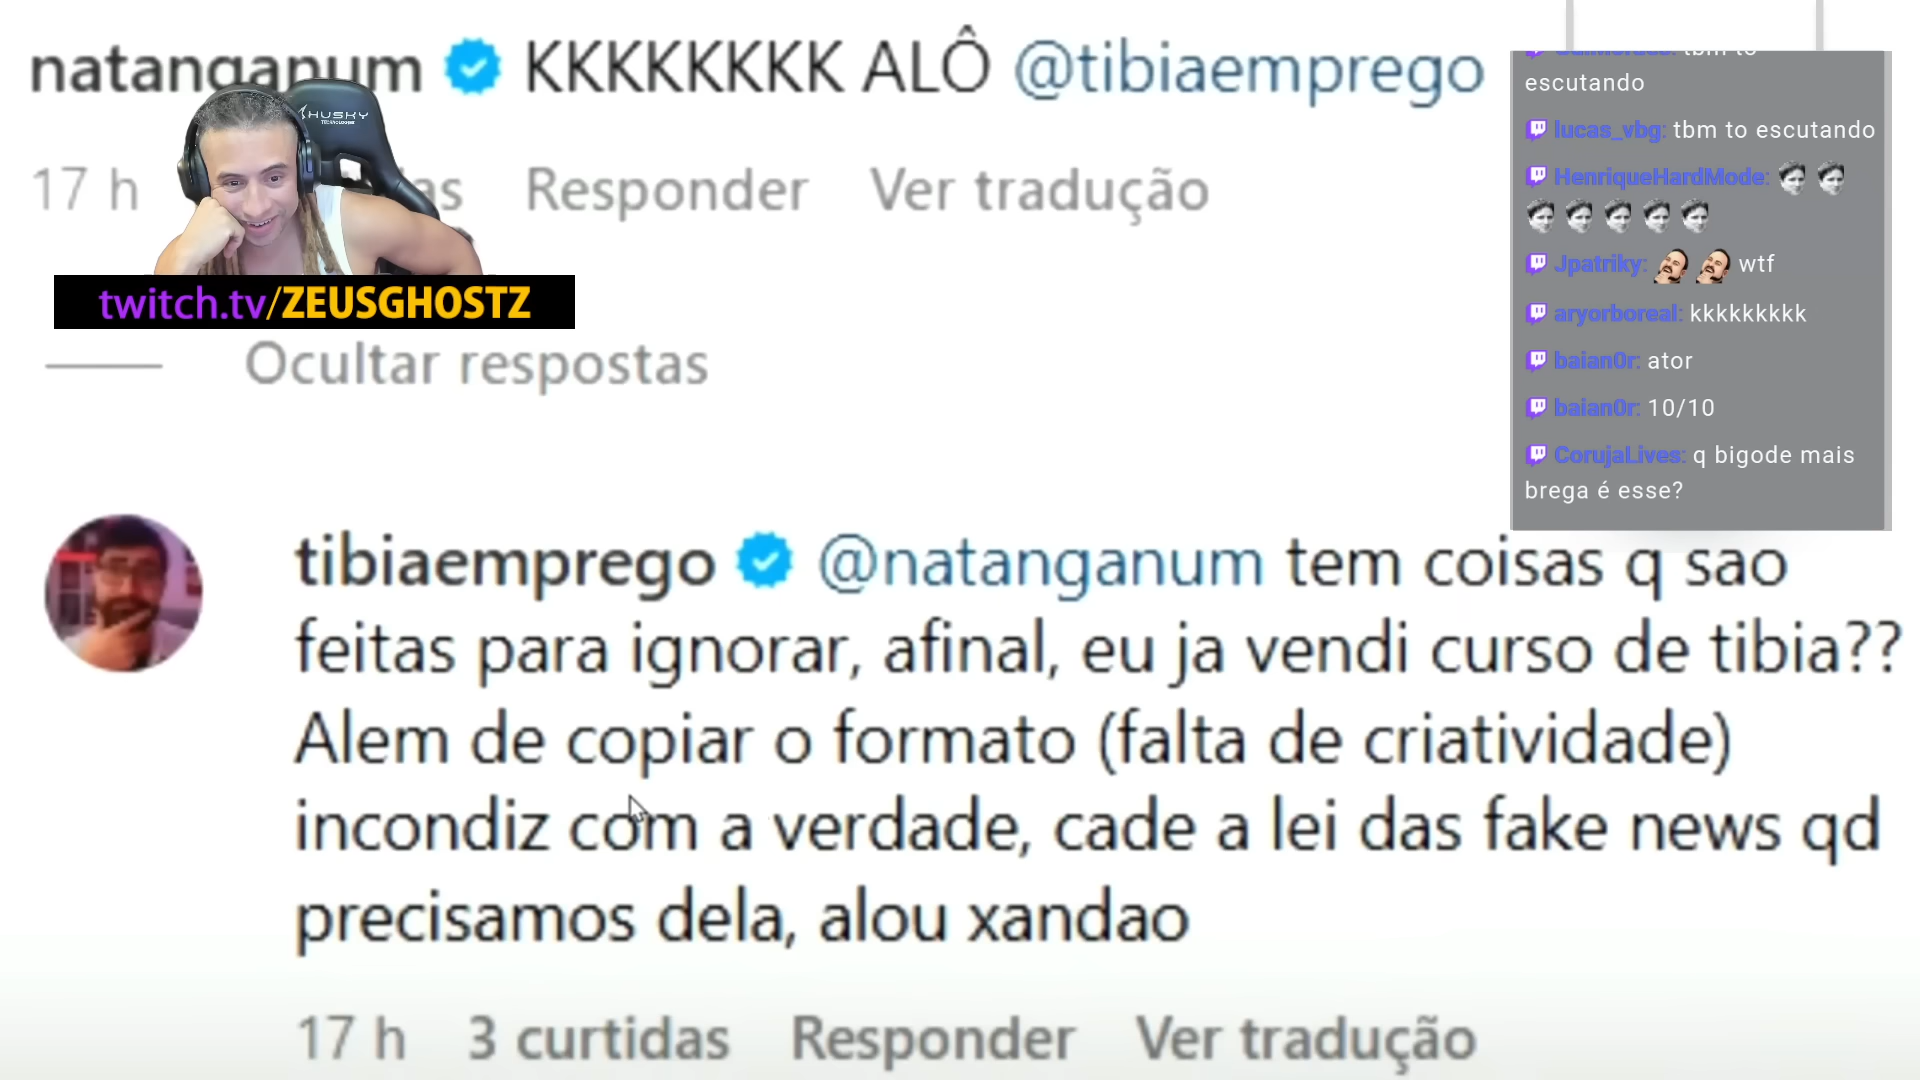 natanganum KKKKKKKK ALÔ @tibiaemprego
17 h Responder Ver tradução
HUSKY
twitch.tv/ZEUSGHOSTZ
Ocultar respostas
tibiaemprego @natanganum tem coisas q sao
feitas para ignorar, afinal, eu ja vendi curso de tibia??
Alem de copiar o formato (falta de criatividade)
incondiz com a verdade, cade a lei das fake news qd
precisamos dela, alou xandao
17 h 3 curtidas Responder Ver tradução
escutando
lucas_vbg: tbm to escutando
HenriqueHardMode:
Jpatriky: wtf
aryorboreal: kkkkkkkkk
baian0r: ator
baian0r: 10/10
CorujaLives: q bigode mais
brega é esse?